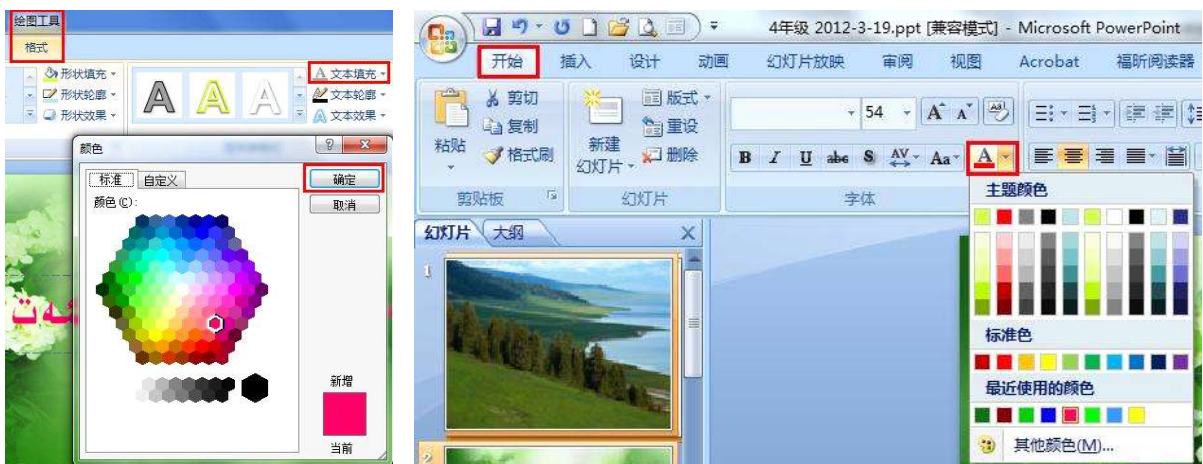 绘图工具
格式
形状填充
形状轮廓
形状效果
A A A
A 文本填充
文本轮廓
A 文本效果
颜色
标准 自定义
颜色(C):
确定
取消
新增
当前
4年级 2012-3-19.ppt [兼容模式] - Microsoft PowerPoint
开始 插入 设计 动画 幻灯片放映 审阅 视图 Acrobat 福昕阅读器
粘贴
剪切
复制
格式刷
剪贴板
新建
幻灯片
版式
重设
删除
幻灯片
54 A A
B I U abc S AV Aa A
字体
幻灯片 大纲
1
2
主题颜色
标准色
最近使用的颜色
其他颜色(M)...